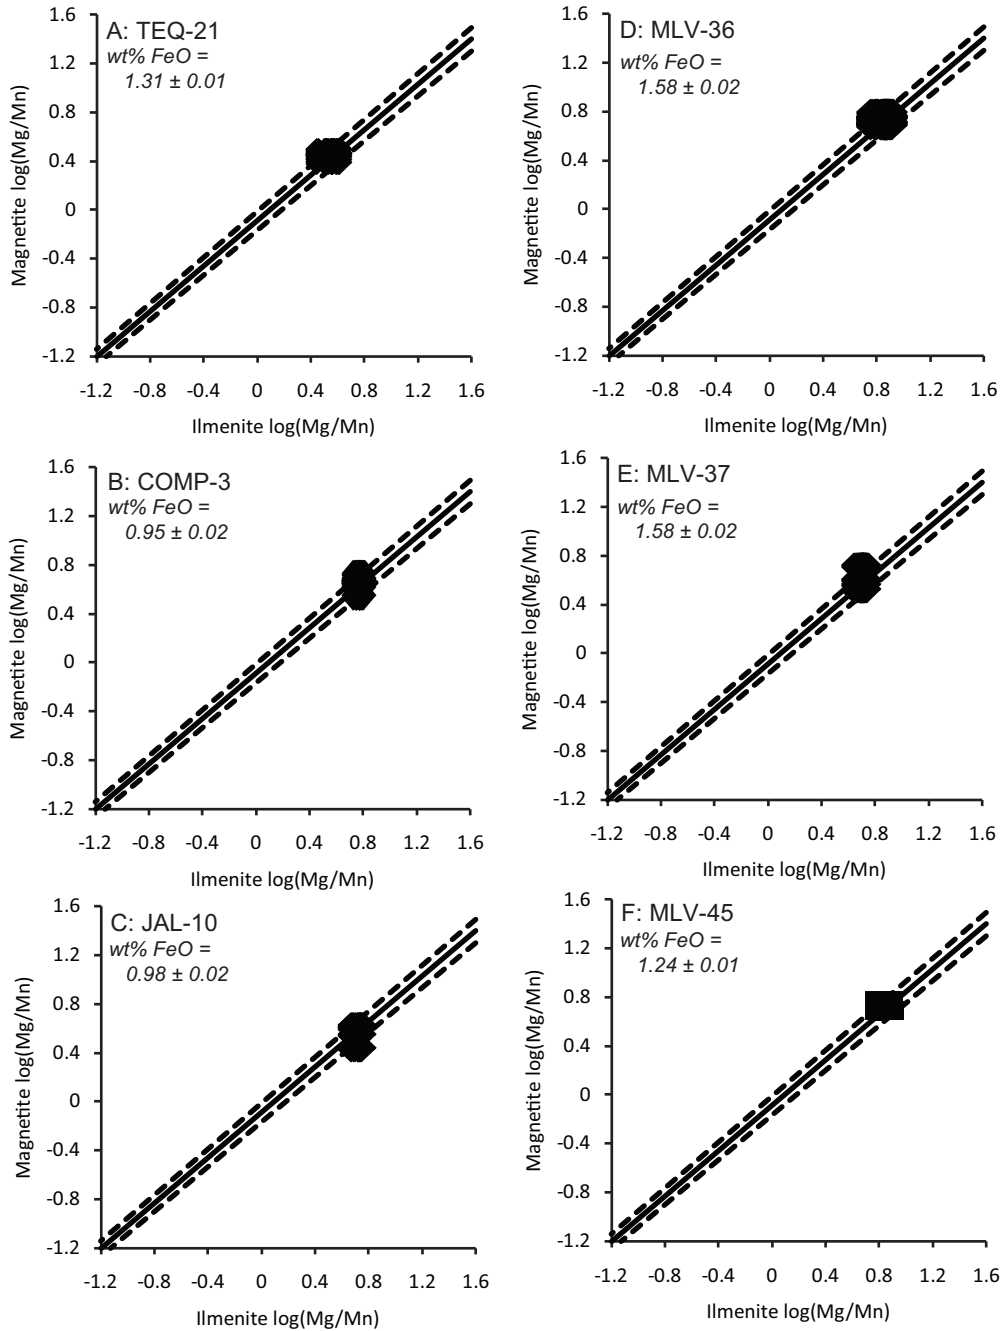 A: TEQ-21
wt% FeO =
1.31 ± 0.01
Magnetite log(Mg/Mn)
1.6
1.2
0.8
0.4
0
-0.4
-0.8
-1.2
-1.2 -0.8 -0.4 0 0.4 0.8 1.2 1.6
Ilmenite log(Mg/Mn)
D: MLV-36
wt% FeO =
1.58 ± 0.02
Magnetite log(Mg/Mn)
1.6
1.2
0.8
0.4
0
-0.4
-0.8
-1.2
-1.2 -0.8 -0.4 0 0.4 0.8 1.2 1.6
Ilmenite log(Mg/Mn)
B: COMP-3
wt% FeO =
0.95 ± 0.02
Magnetite log(Mg/Mn)
1.6
1.2
0.8
0.4
0
-0.4
-0.8
-1.2
-1.2 -0.8 -0.4 0 0.4 0.8 1.2 1.6
Ilmenite log(Mg/Mn)
E: MLV-37
wt% FeO =
1.58 ± 0.02
Magnetite log(Mg/Mn)
1.6
1.2
0.8
0.4
0
-0.4
-0.8
-1.2
-1.2 -0.8 -0.4 0 0.4 0.8 1.2 1.6
Ilmenite log(Mg/Mn)
C: JAL-10
wt% FeO =
0.98 ± 0.02
Magnetite log(Mg/Mn)
1.6
1.2
0.8
0.4
0
-0.4
-0.8
-1.2
-1.2 -0.8 -0.4 0 0.4 0.8 1.2 1.6
Ilmenite log(Mg/Mn)
F: MLV-45
wt% FeO =
1.24 ± 0.01
Magnetite log(Mg/Mn)
1.6
1.2
0.8
0.4
0
-0.4
-0.8
-1.2
-1.2 -0.8 -0.4 0 0.4 0.8 1.2 1.6
Ilmenite log(Mg/Mn)